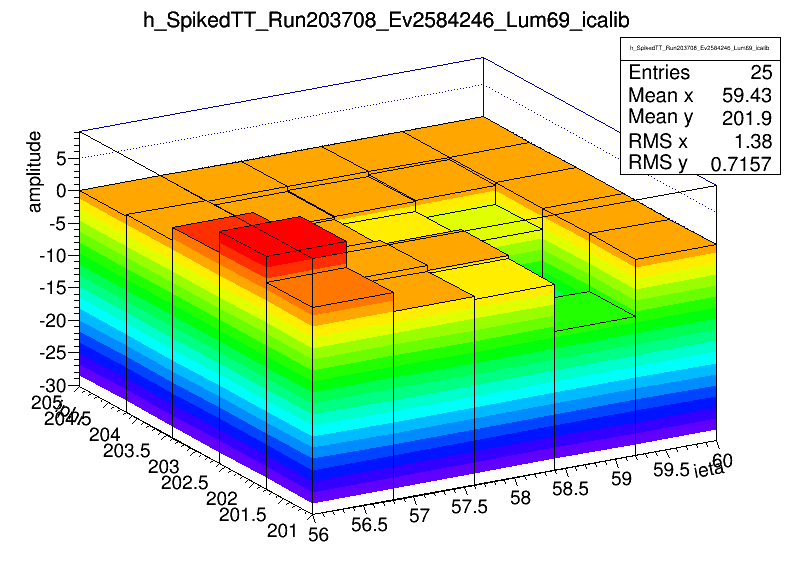 h_SpikedTT_Run203708_Ev2584246_Lum69_icalib
h_SpikedTT_Run203708_Ev2584246_Lum69_icalib
Entries 25
Mean x 59.43
Mean y 201.9
RMS x 1.38
RMS y 0.7157
amplitude
5
0
-5
-10
-15
-20
-25
-30
205
204.5
204
203.5
203
202.5
202
201.5
201
56
56.5
57
57.5
58
58.5
59
59.5
60
ieta